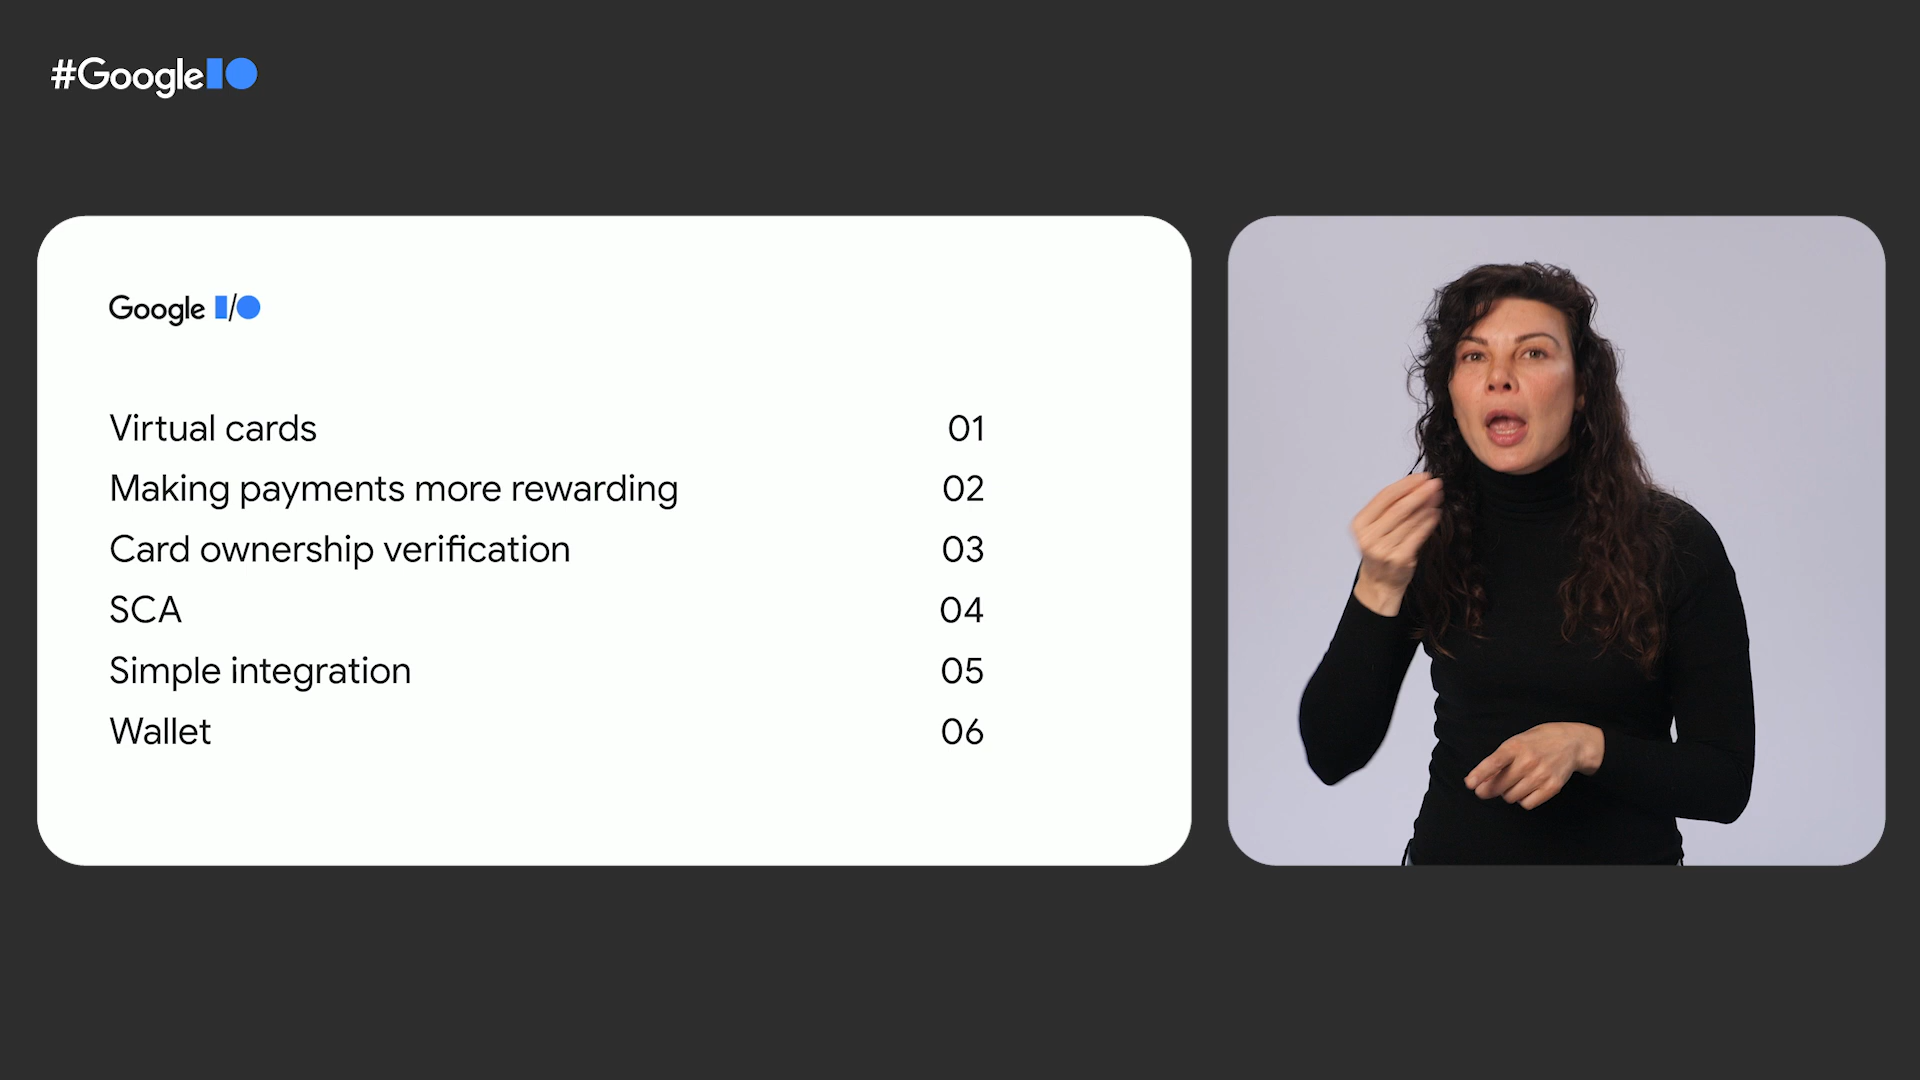 #GoogleIO
Google I/O
Virtual cards 01
Making payments more rewarding 02
Card ownership verification 03
SCA 04
Simple integration 05
Wallet 06